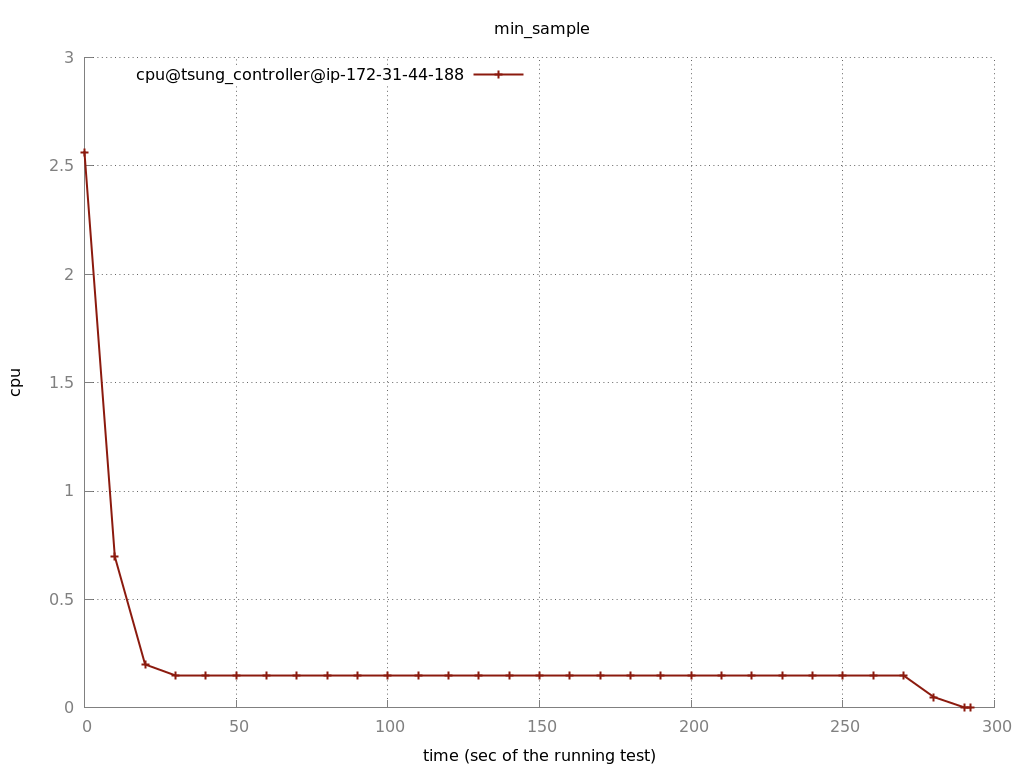 min_sample
cpu@tsung_controller@ip-172-31-44-188
3
2.5
2
1.5
1
0.5
0
cpu
0 50 100 150 200 250 300
time (sec of the running test)